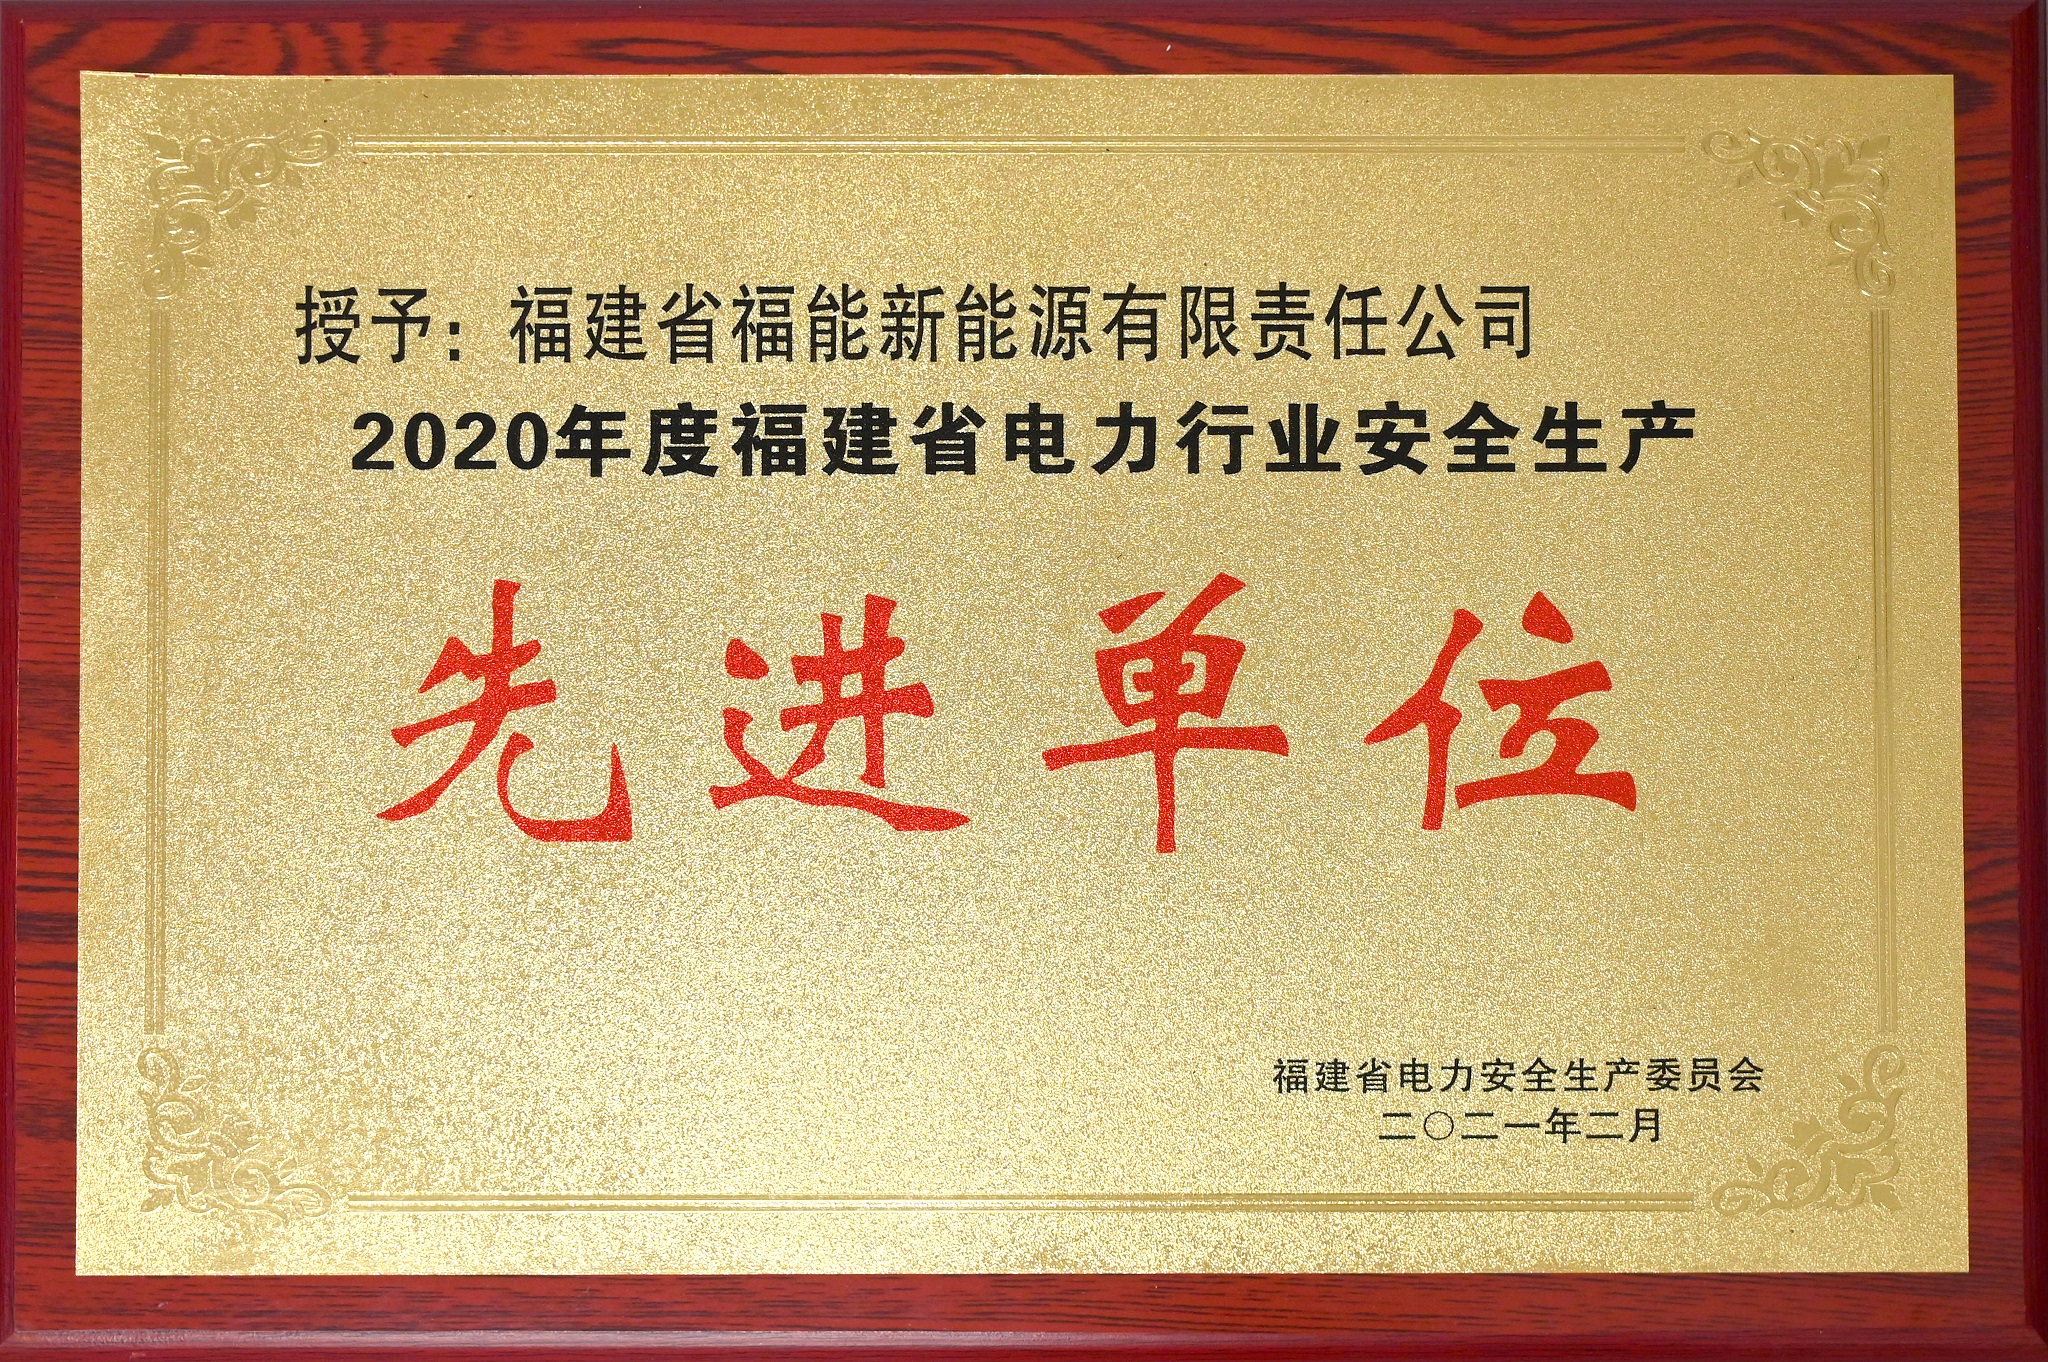 授予：福建省福能新能源有限责任公司
2020年度福建省电力行业安全生产
先进单位
福建省电力安全生产委员会
二〇二一年二月